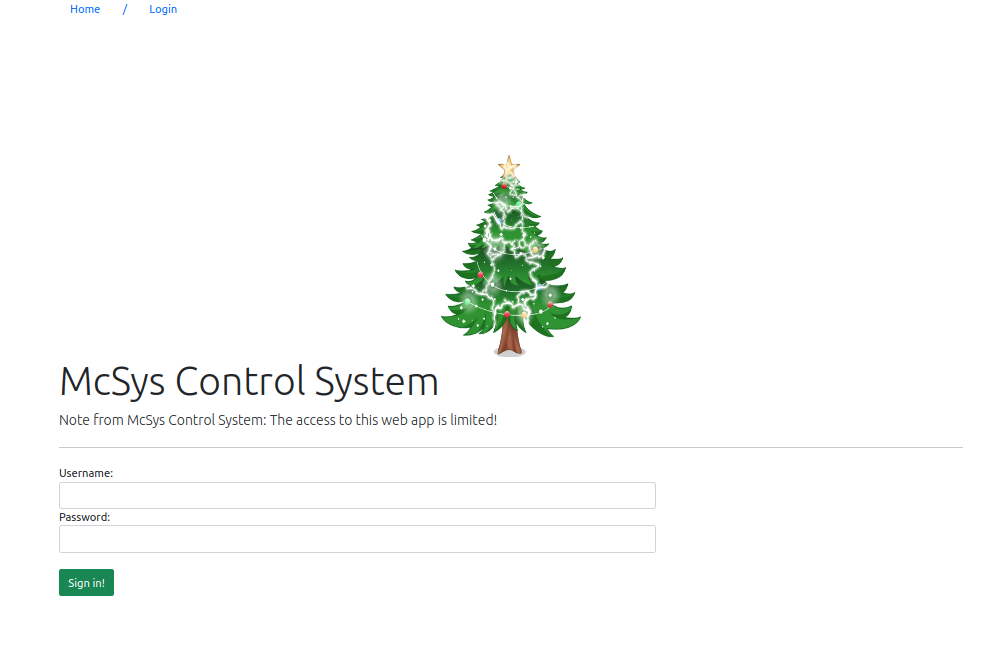 Home / Login
McSys Control System
Note from McSys Control System: The access to this web app is limited!
Username:
Password:
Sign in!